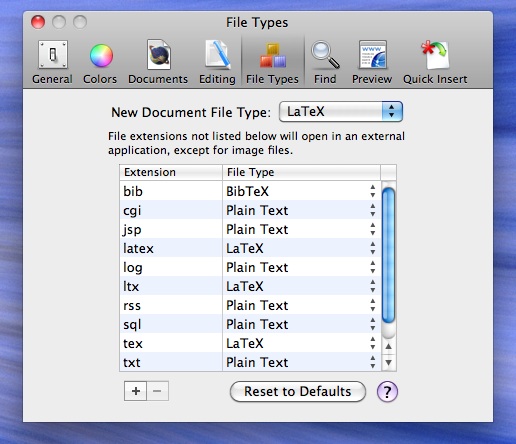 File Types
General Colors Documents Editing File Types Find Preview Quick Insert
New Document File Type: LaTeX
File extensions not listed below will open in an external
application, except for image files.
Extension File Type
bib BibTeX
cgi Plain Text
jsp Plain Text
latex LaTeX
log Plain Text
ltx LaTeX
rss Plain Text
sql Plain Text
tex LaTeX
txt Plain Text
+ − Reset to Defaults ?